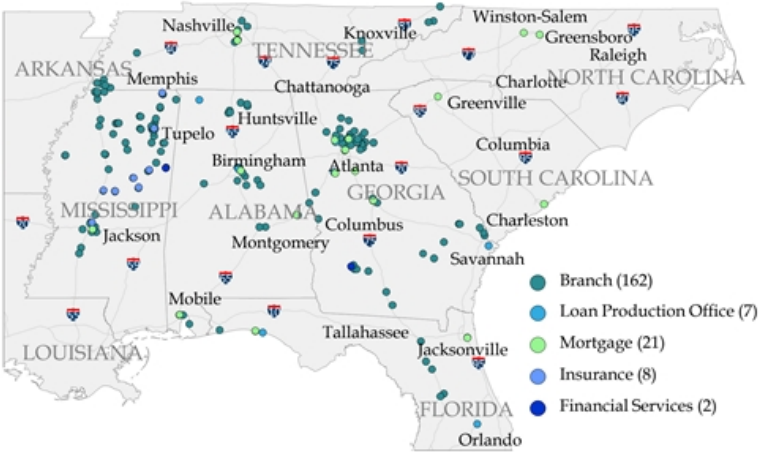 Winston-Salem
Nashville
Knoxville
Greensboro
TENNESSEE
Raleigh
ARKANSAS
Memphis
Chattanooga
Charlotte
NORTH CAROLINA
Greenville
Huntsville
Tupelo
Columbia
Birmingham
Atlanta
SOUTH CAROLINA
GEORGIA
MISSISSIPPI
ALABAMA
Charleston
Columbus
Jackson
Montgomery
Savannah
Branch (162)
Mobile
Loan Production Office (7)
Tallahassee
Mortgage (21)
LOUISIANA
Jacksonville
Insurance (8)
Financial Services (2)
FLORIDA
Orlando